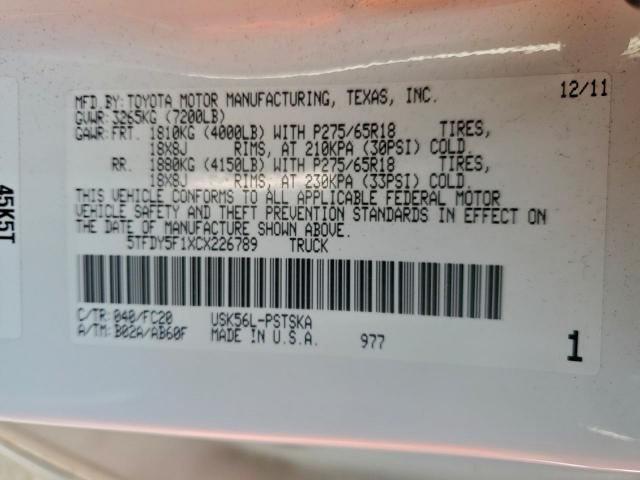 MFD.BY: TOYOTA MOTOR MANUFACTURING, TEXAS, INC. 12/11
GVWR: 3265KG (7200LB)
GAWR: FRT. 1810KG (4000LB) WITH P275/65R18 TIRES,
18X8J RIMS, AT 210KPA (30PSI) COLD.
RR. 1880KG (4150LB) WITH P275/65R18 TIRES,
18X8J RIMS, AT 230KPA (33PSI) COLD.
THIS VEHICLE CONFORMS TO ALL APPLICABLE FEDERAL MOTOR
VEHICLE SAFETY AND THEFT PREVENTION STANDARDS IN EFFECT ON
THE DATE OF MANUFACTURE SHOWN ABOVE.
5TFDY5F1XCX226789 TRUCK
C/TR: 040/FC20 USK56L-PSTSKA
A/TM: B02A/AB60F MADE IN U.S.A. 977 1
45K5T